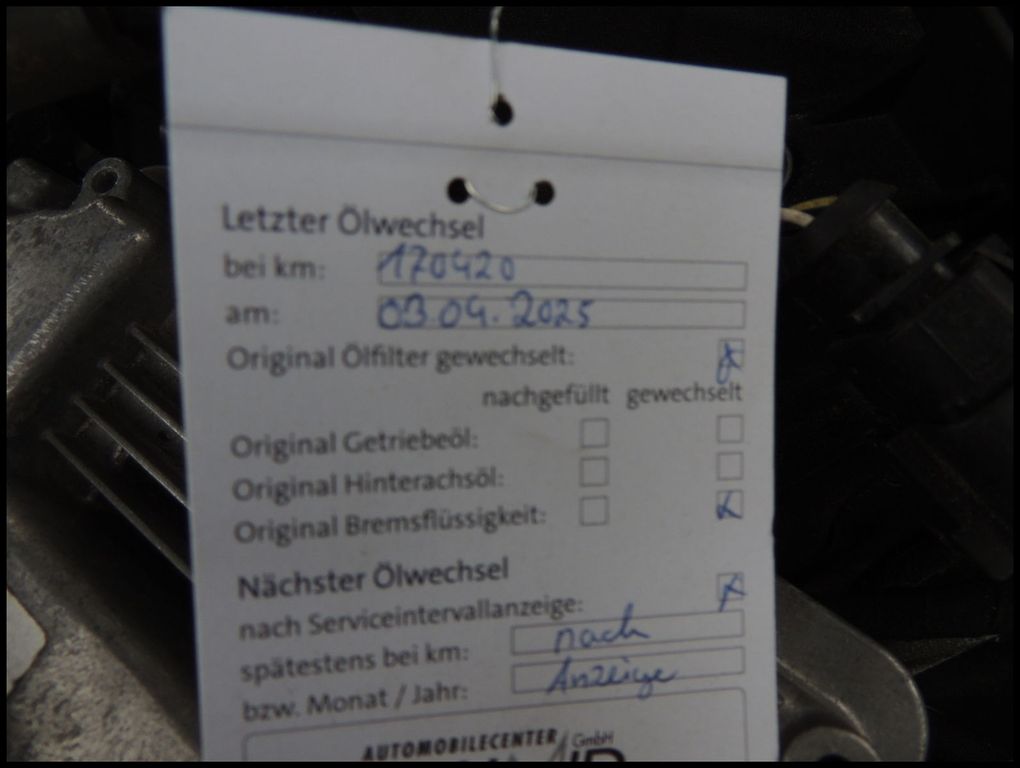 Letzter Ölwechsel
bei km: 170420
am: 03.04.2025
Original Ölfilter gewechselt:
nachgefüllt gewechselt
Original Getriebeöl:
Original Hinterachsöl:
Original Bremsflüssigkeit:
Nächster Ölwechsel
nach Serviceintervallanzeige:
spätestens bei km: nach
bzw. Monat / Jahr: Anzeige
AUTOMOBILECENTER GmbH